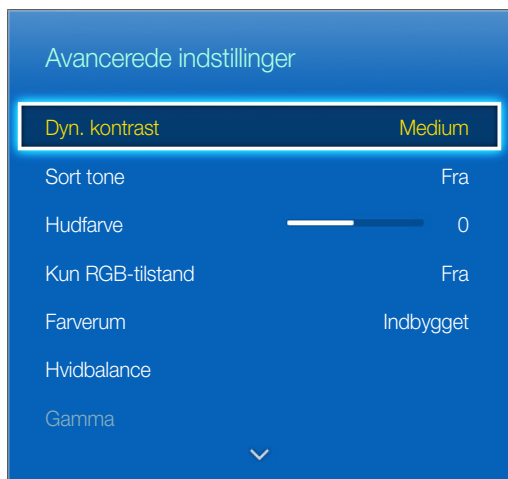 Avancerede indstillinger
Dyn. kontrast Medium
Sort tone Fra
Hudfarve 0
Kun RGB-tilstand Fra
Farverum Indbygget
Hvidbalance
Gamma